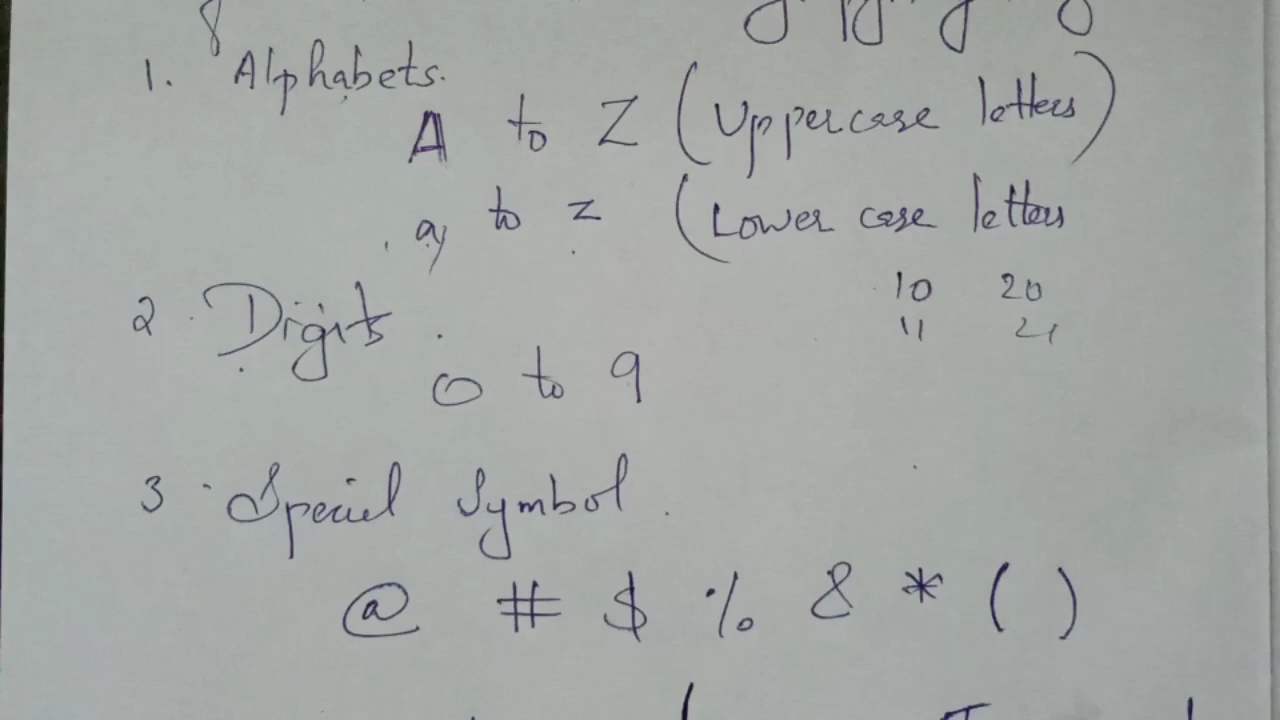 1. Alphabets.
A to Z (Uppercase letters)
a to z (Lower case letters
10 20
2. Digits.
11 21
0 to 9
3. Special Symbol.
@ # $ % & * ( )